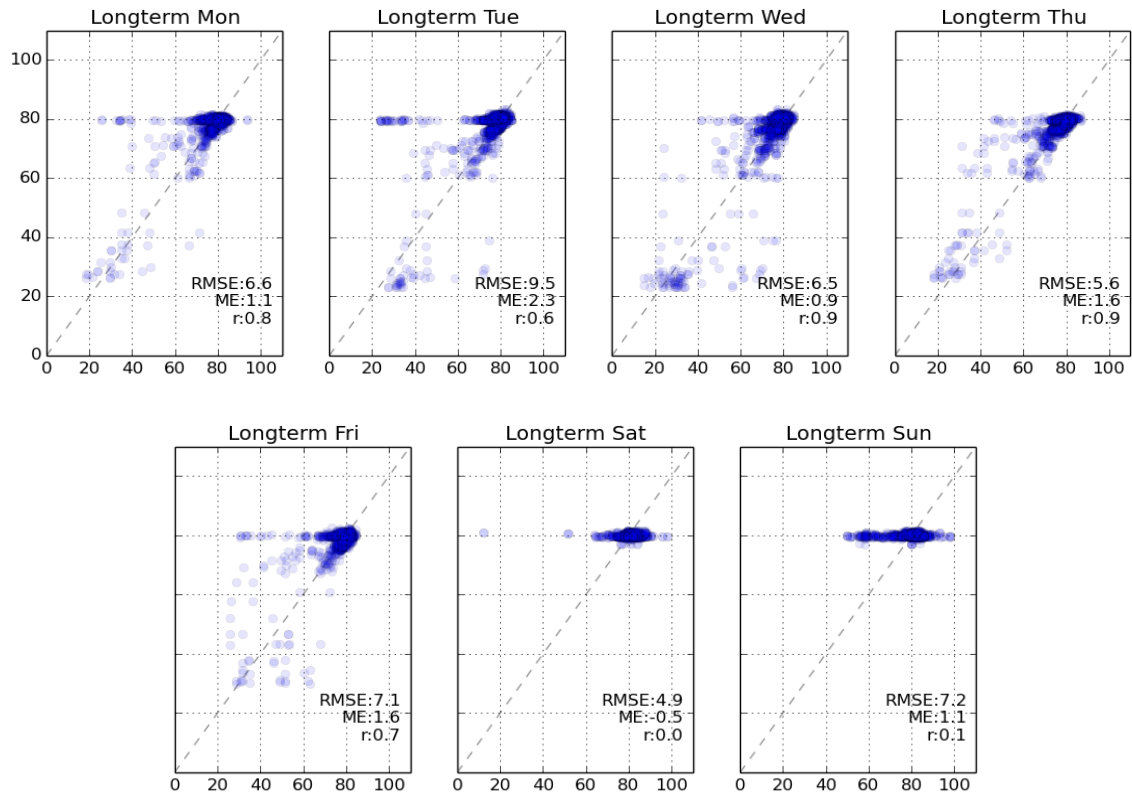 Longterm Mon
Longterm Tue
Longterm Wed
Longterm Thu
100
80
60
40
20
0
RMSE:6.6
ME:1.1
r:0.8
RMSE:9.5
ME:2.3
r:0.6
RMSE:6.5
ME:0.9
r:0.9
RMSE:5.6
ME:1.6
r:0.9
0 20 40 60 80 100
0 20 40 60 80 100
0 20 40 60 80 100
0 20 40 60 80 100
Longterm Fri
Longterm Sat
Longterm Sun
RMSE:7.1
ME:1.6
r:0.7
RMSE:4.9
ME:-0.5
r:0.0
RMSE:7.2
ME:1.1
r:0.1
0 20 40 60 80 100
0 20 40 60 80 100
0 20 40 60 80 100